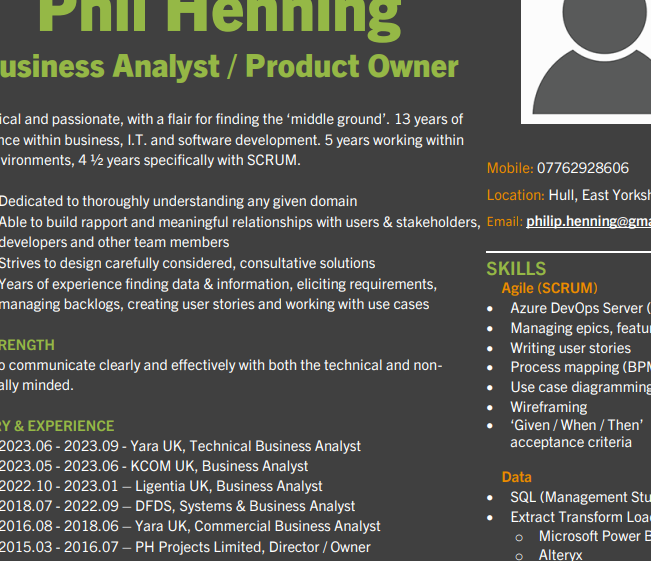 Phil Henning
usiness Analyst / Product Owner
ical and passionate, with a flair for finding the ‘middle ground’. 13 years of
nce within business, I.T. and software development. 5 years working within
vironments, 4 ½ years specifically with SCRUM.
Dedicated to thoroughly understanding any given domain
Able to build rapport and meaningful relationships with users & stakeholders,
developers and other team members
Strives to design carefully considered, consultative solutions
Years of experience finding data & information, eliciting requirements,
managing backlogs, creating user stories and working with use cases
RENGTH
o communicate clearly and effectively with both the technical and non-
ally minded.
RY & EXPERIENCE
2023.06 - 2023.09 - Yara UK, Technical Business Analyst
2023.05 - 2023.06 - KCOM UK, Business Analyst
2022.10 - 2023.01 – Ligentia UK, Business Analyst
2018.07 - 2022.09 – DFDS, Systems & Business Analyst
2016.08 - 2018.06 – Yara UK, Commercial Business Analyst
2015.03 - 2016.07 – PH Projects Limited, Director / Owner
Mobile: 07762928606
Location: Hull, East Yorksh
Email: philip.henning@gma
SKILLS
Agile (SCRUM)
• Azure DevOps Server (
• Managing epics, featu
• Writing user stories
• Process mapping (BPM
• Use case diagramming
• Wireframing
• ‘Given / When / Then’
acceptance criteria
Data
• SQL (Management Stu
• Extract Transform Loa
o Microsoft Power B
o Alteryx